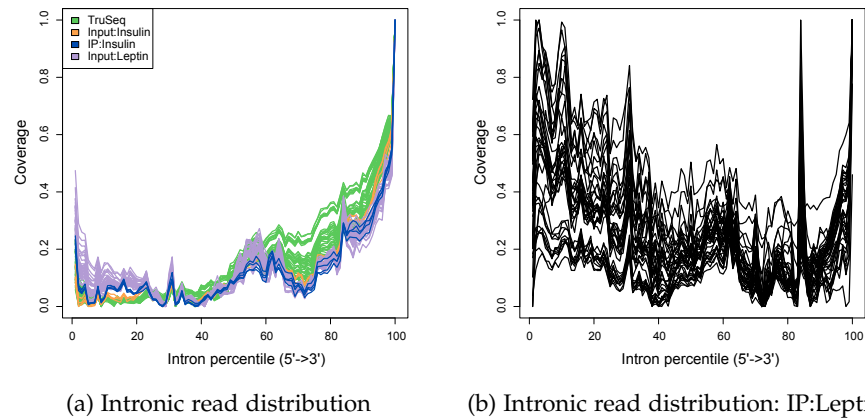 TruSeq
Input:Insulin
IP:Insulin
Input:Leptin
Coverage
0.0 0.2 0.4 0.6 0.8 1.0
0 20 40 60 80 100
Intron percentile (5'->3')
(a) Intronic read distribution
Coverage
0.0 0.2 0.4 0.6 0.8 1.0
0 20 40 60 80 100
Intron percentile (5'->3')
(b) Intronic read distribution: IP:Lept